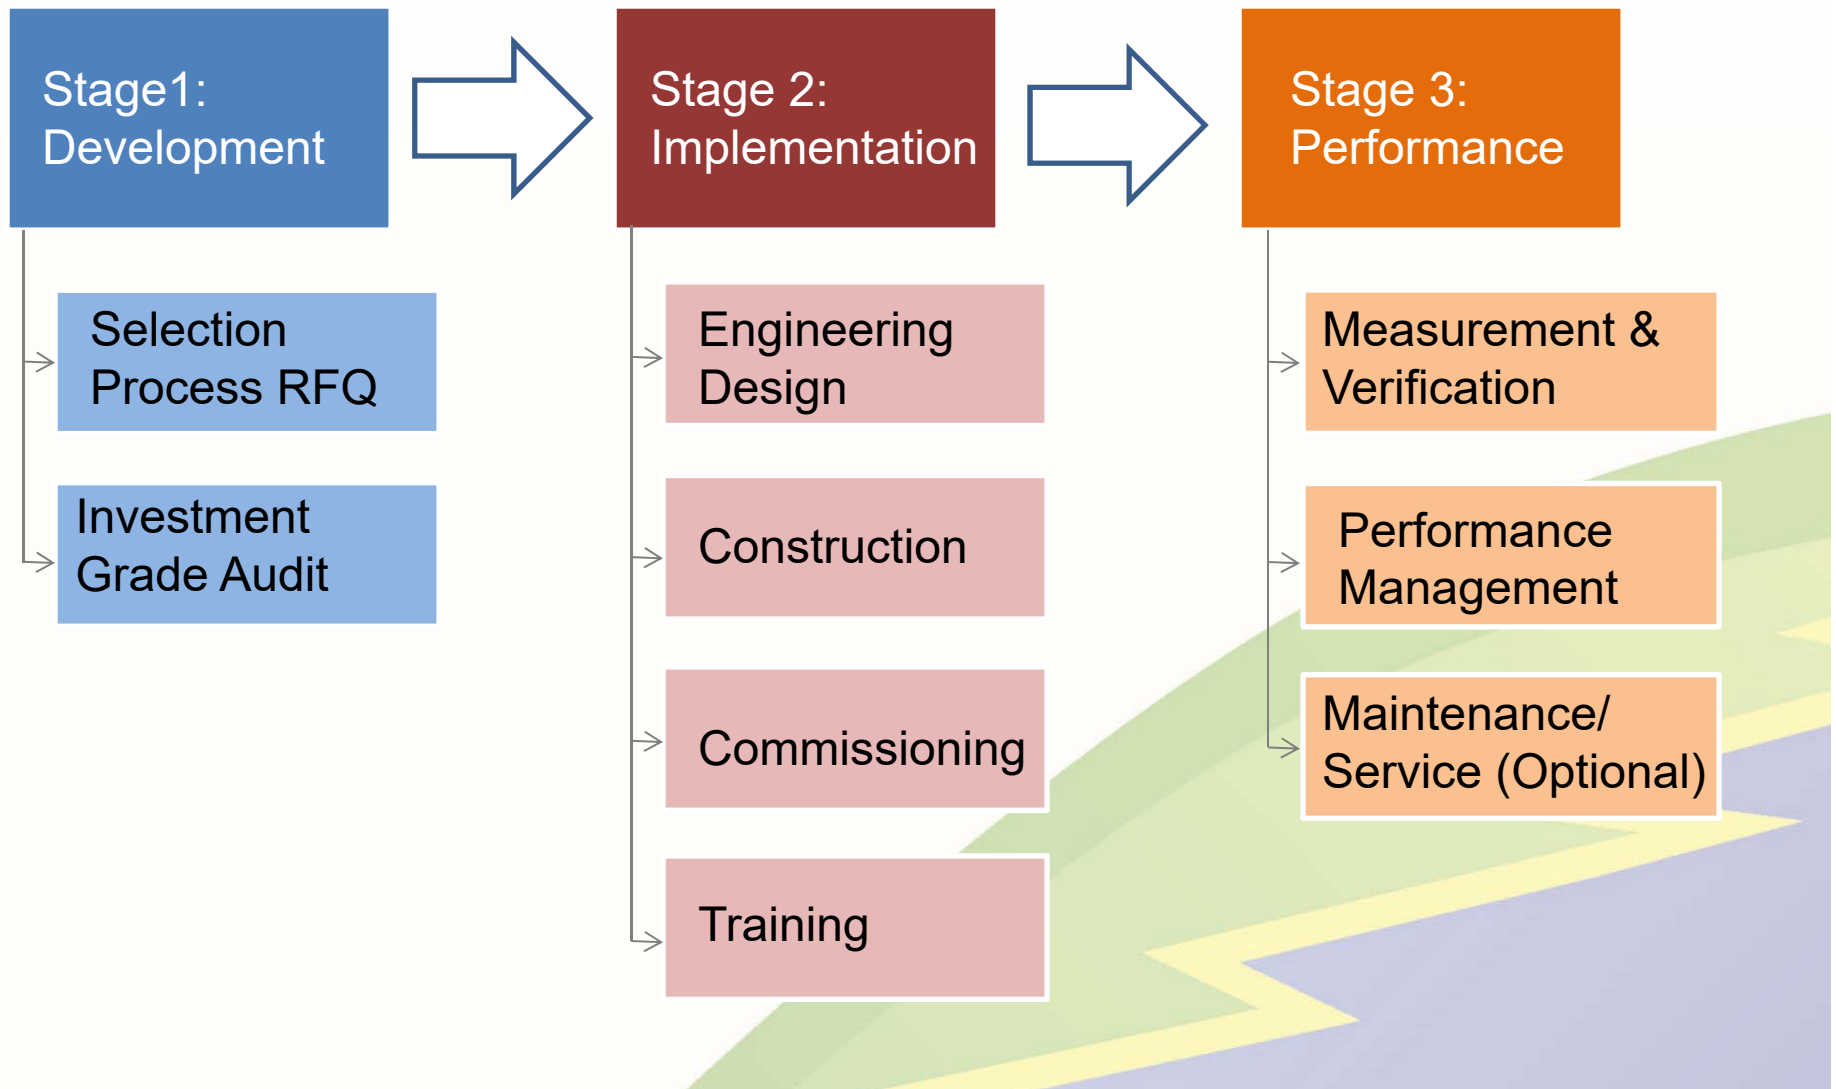 Stage1:
Development
Selection
Process RFQ
Investment
Grade Audit
Stage 2:
Implementation
Engineering
Design
Construction
Commissioning
Training
Stage 3:
Performance
Measurement &
Verification
Performance
Management
Maintenance/
Service (Optional)